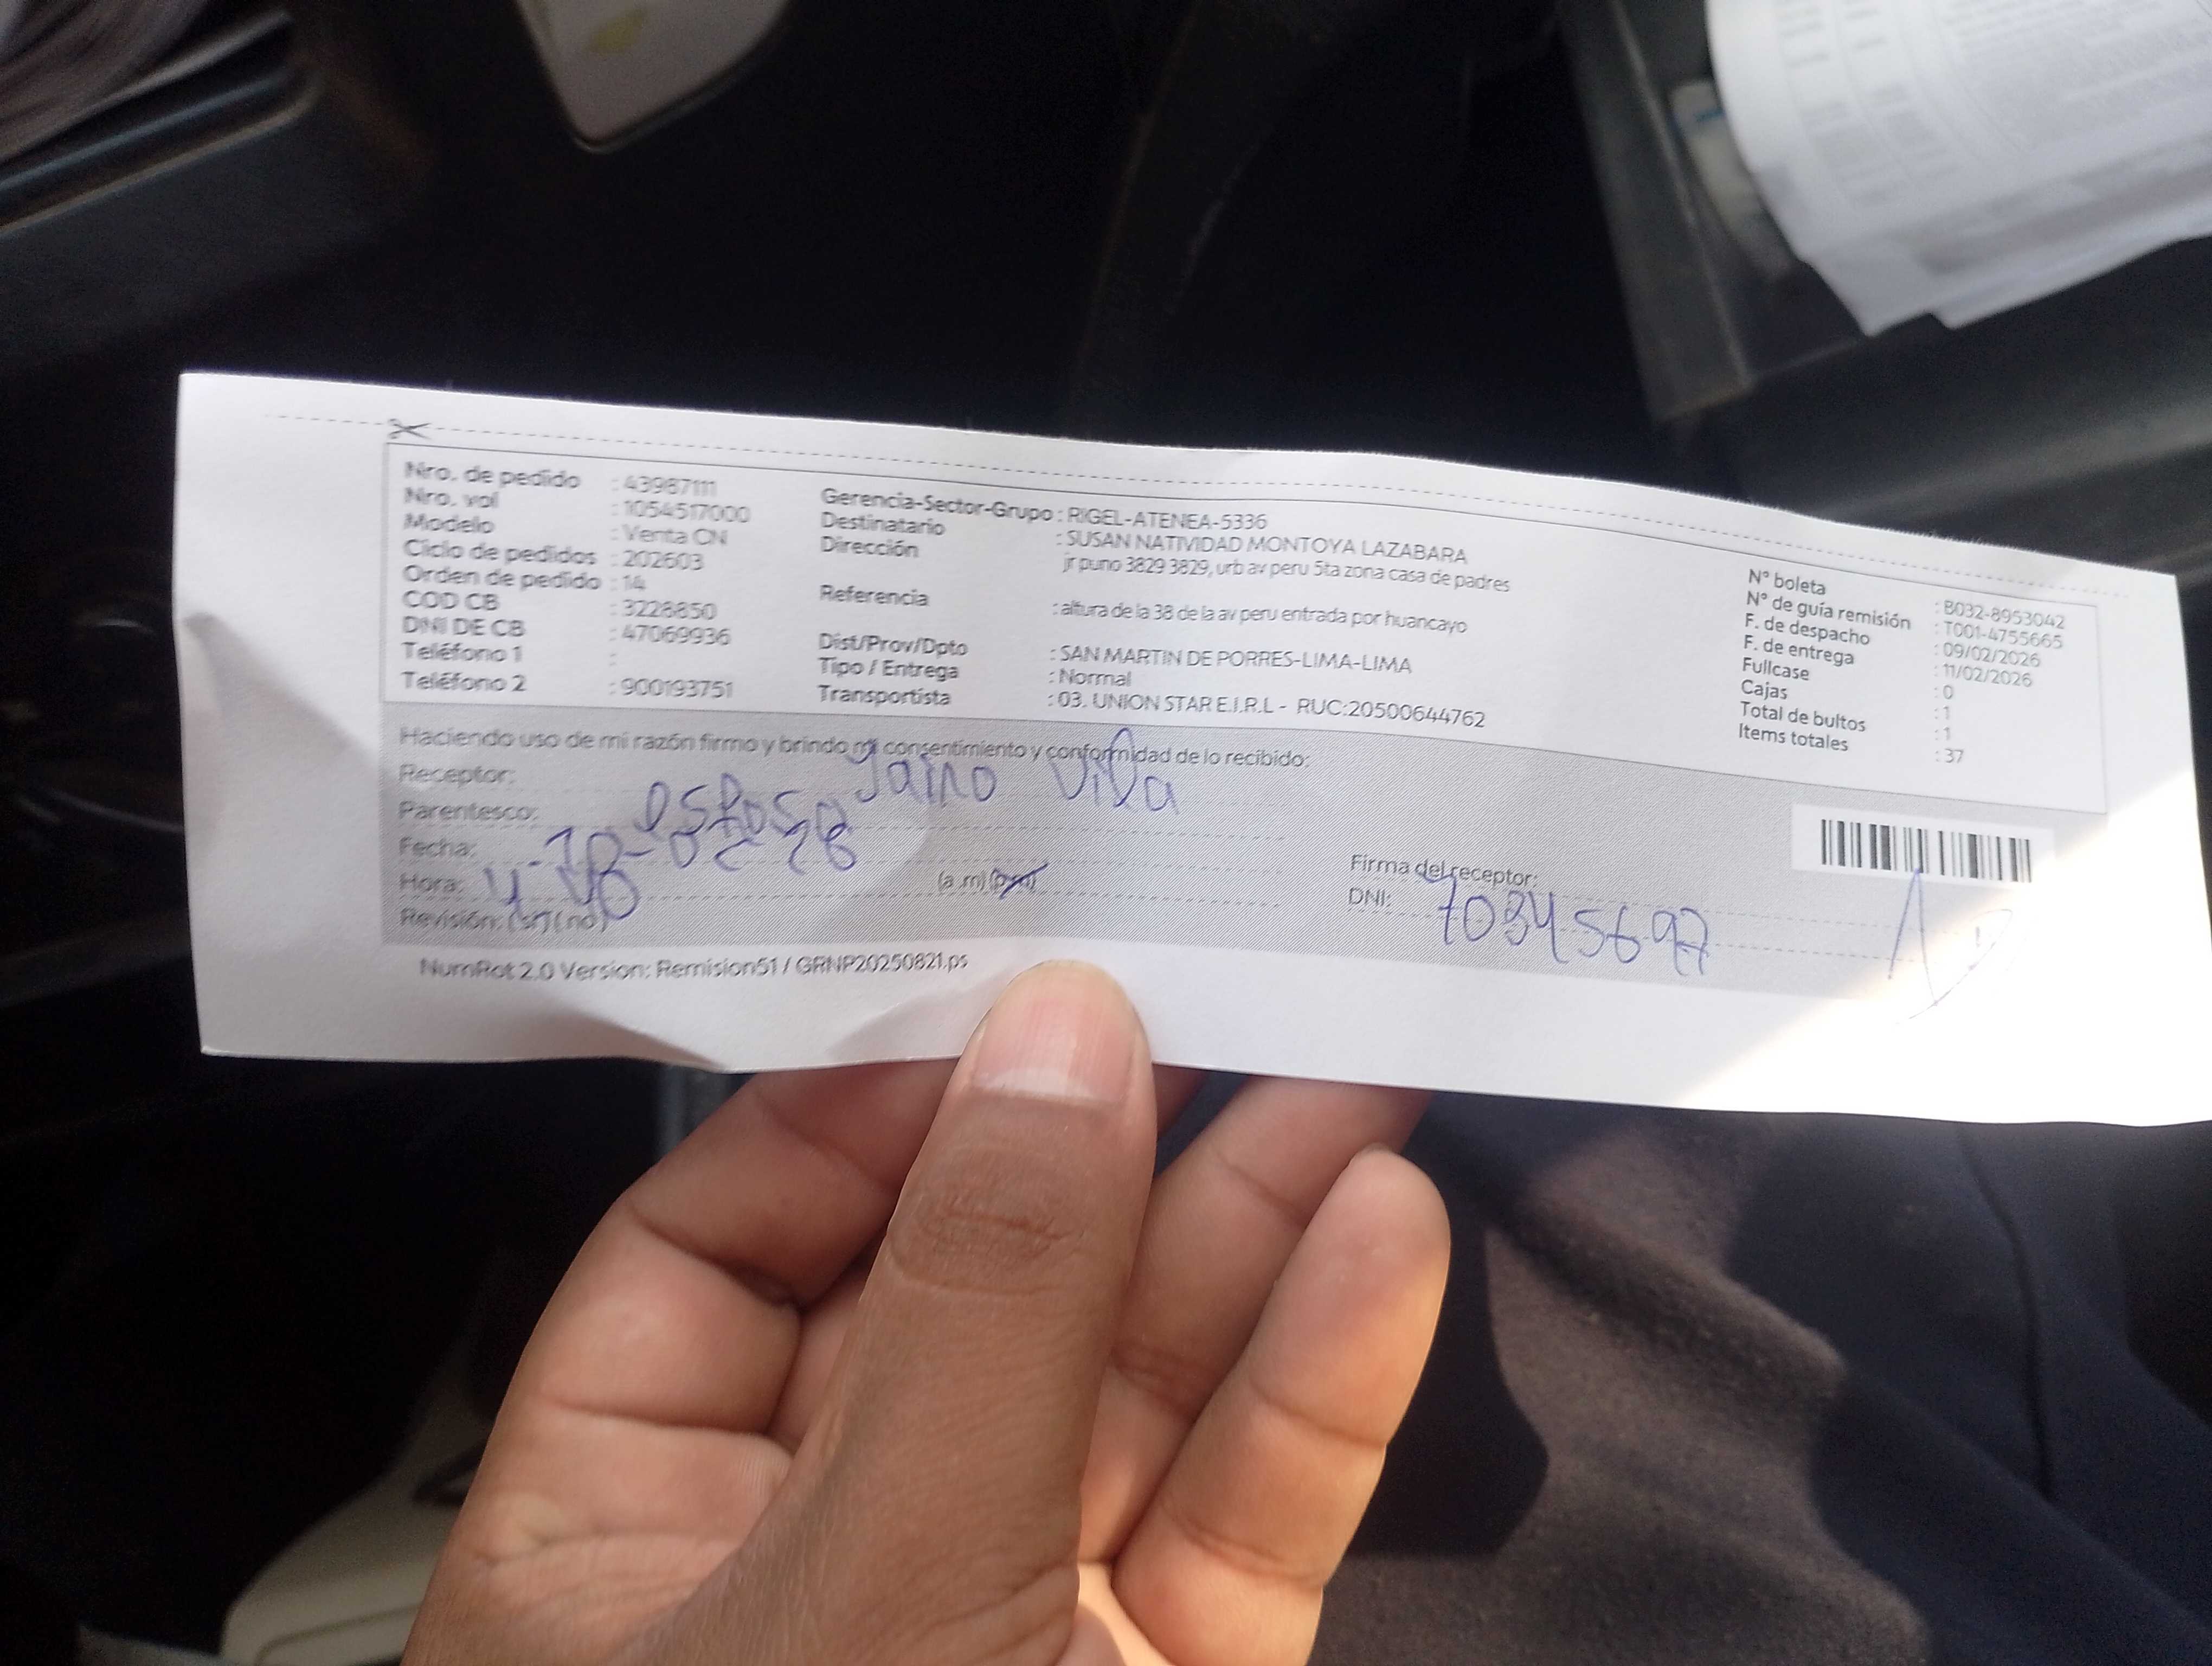 Nro. de pedido : 43987111
Nro. vol : 1054517000
Modelo : Venta CN
Ciclo de pedidos : 202603
Orden de pedido : 14
COD CB : 3228850
DNI DE CB : 47069936
Teléfono 1 :
Teléfono 2 : 900193751
Gerencia-Sector-Grupo : RIGEL-ATENEA-5336
Destinatario : SUSAN NATIVIDAD MONTOYA LAZABARA
Dirección jr puno 3829 3829, urb av peru 5ta zona casa de padres
Referencia : altura de la 38 de la av peru entrada por huancayo
Dist/Prov/Dpto : SAN MARTIN DE PORRES-LIMA-LIMA
Tipo / Entrega : Normal
Transportista : 03. UNION STAR E.I.R.L - RUC:20500644762
N° boleta : B032-8953042
N° de guía remisión : T001-4755665
F. de despacho : 09/02/2026
F. de entrega : 11/02/2026
Fullcase : 0
Cajas : 1
Total de bultos : 1
Items totales : 37
Haciendo uso de mi razón firmo y brindo mi consentimiento y conformidad de lo recibido:
Receptor: Vila
Parentesco:
Fecha:
Hora: (a.m) (p.m)
Revisión: (si) (no)
Firma del receptor:
DNI: 70345697
NumRot 2.0 Version: Remision51 / GRNP20250821.ps